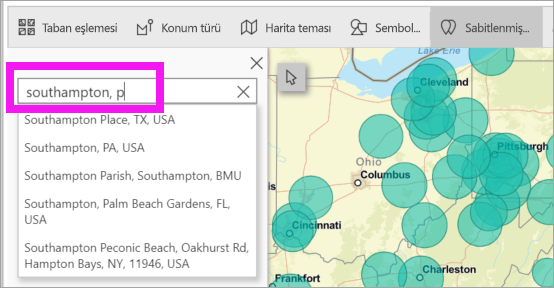 Taban eşlemesi
Konum türü
Harita teması
Sembol...
Sabitlenmiş...
southampton, p
Southampton Place, TX, USA
Southampton, PA, USA
Southampton Parish, Southampton, BMU
Southampton, Palm Beach Gardens, FL,
USA
Southampton Peconic Beach, Oakhurst Rd,
Hampton Bays, NY, 11946, USA
Lake Erie
Cleveland
Pittsburgh
Ohio
Columbus
is
Cincinnati
Charleston
Frankfort